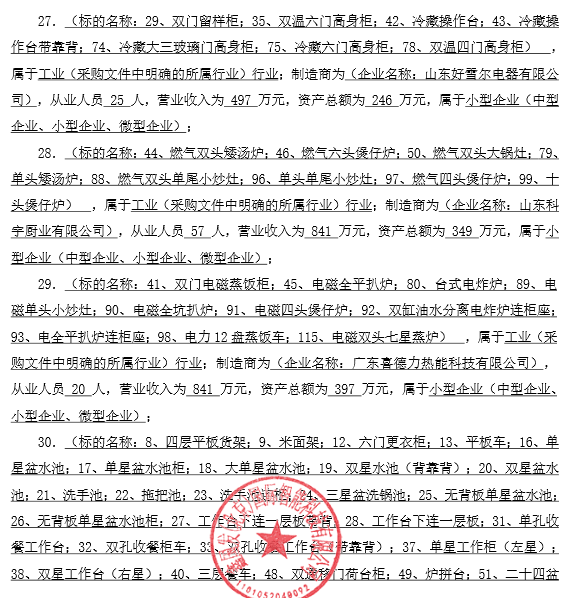 27. （标的名称：29、双门留样柜；35、双温六门高身柜；42、冷藏操作台；43、冷藏操
作台带靠背；74、冷藏大三玻璃门高身柜；75、冷藏六门高身柜；78、双温四门高身柜） ，
属于工业（采购文件中明确的所属行业）行业；制造商为（企业名称：山东好雪尔电器有限公
司），从业人员 25 人，营业收入为 497 万元，资产总额为 246 万元，属于小型企业（中型
企业、小型企业、微型企业）；
28. （标的名称：44、燃气双头矮汤炉；46、燃气六头煲仔炉；50、燃气双头大锅灶；79、
单头矮汤炉；88、燃气双头单尾小炒灶；96、单头单尾小炒灶；97、燃气四头煲仔炉；99、十
头煲仔炉） ，属于工业（采购文件中明确的所属行业）行业；制造商为（企业名称：山东科
宇厨业有限公司），从业人员 57 人，营业收入为 841 万元，资产总额为 349 万元，属于小
型企业（中型企业、小型企业、微型企业）；
29. （标的名称：41、双门电磁蒸饭柜；45、电磁全平扒炉；80、台式电炸炉；89、电
磁单头小炒灶；90、电磁全坑扒炉；91、电磁四头煲仔炉；92、双缸油水分离电炸炉连柜座；
93、电全平扒炉连柜座；98、电力 12 盘蒸饭车；115、电磁双头七星蒸炉） ，属于工业（采
购文件中明确的所属行业）行业；制造商为（企业名称：广东喜德力热能科技有限公司），
从业人员 20 人，营业收入为 841 万元，资产总额为 397 万元，属于小型企业（中型企业、
小型企业、微型企业）；
30. （标的名称：8、四层平板货架；9、米面架；12、六门更衣柜；13、平板车；16、单
星盆水池；17、单星盆水池柜；18、大单星盆水池；19、双星水池（背靠背）；20、双星盆水
池；21、洗手池；22、拖把池；23、洗手池连柜；24、三星盆洗锅池；25、无背板单星盆水池；
26、无背板单星盆水池柜；27、工作台下连一层板带背；28、工作台下连一层板；31、单孔收
餐工作台；32、双孔收餐柜车；33、双孔收餐工作台（带靠背）；37、单星工作柜（左星）；
38、双星工作台（右星）；40、三层餐车；48、双通移门荷台柜；49、炉拼台；51、二十四盆